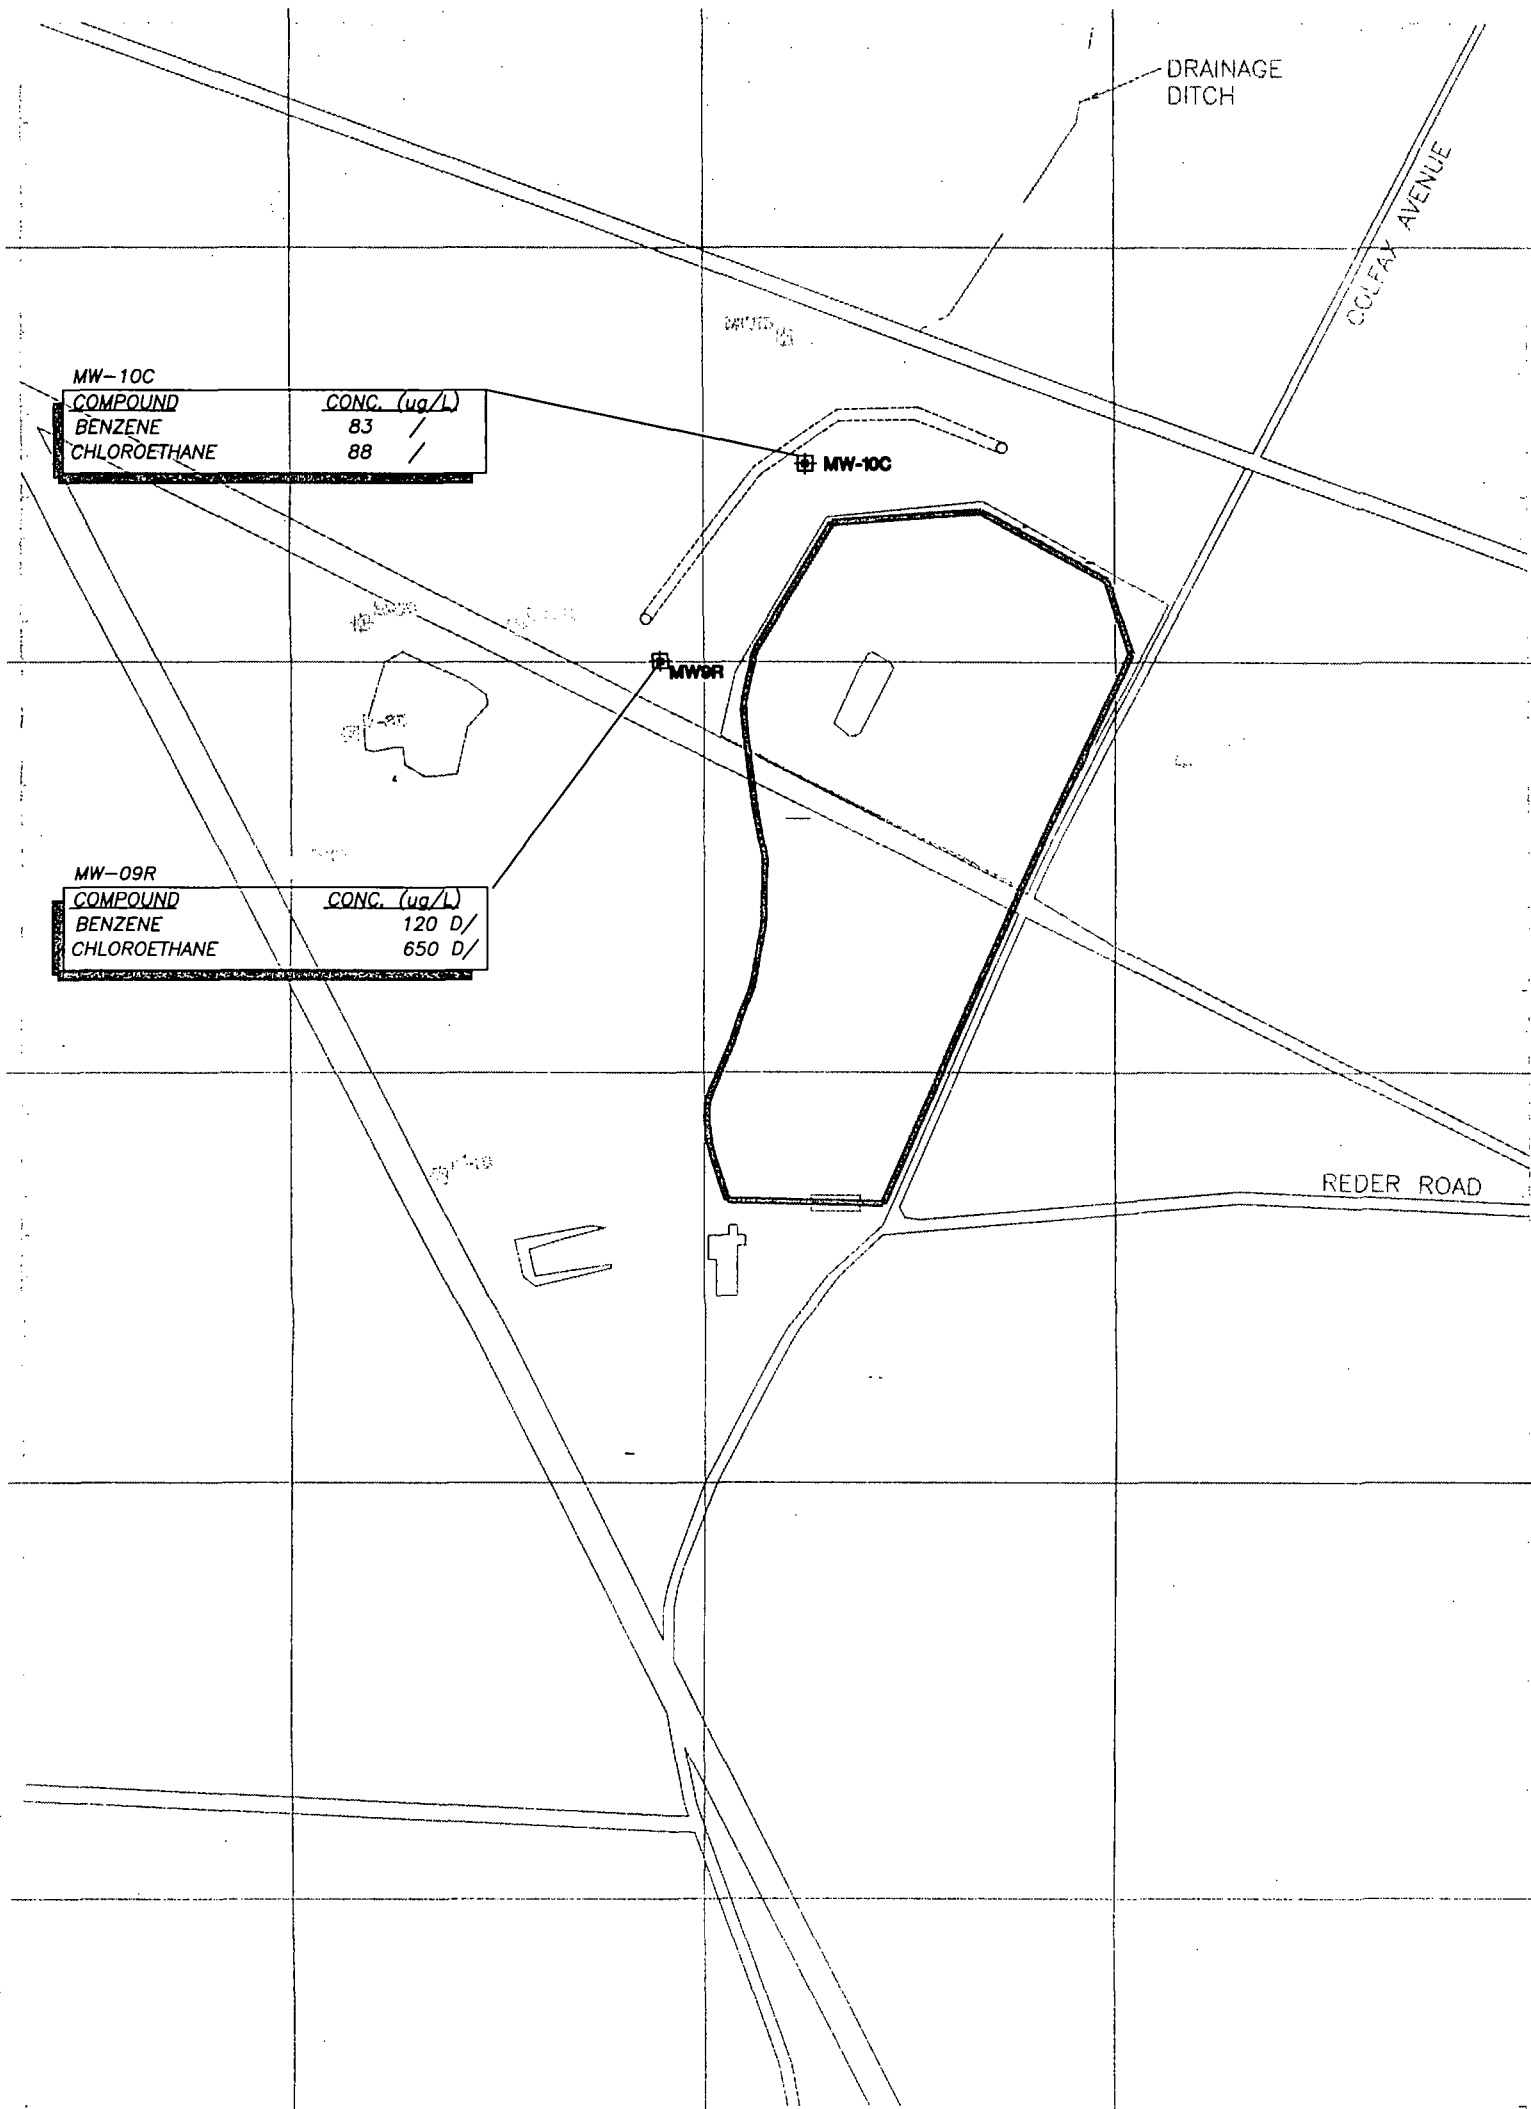 DRAINAGE
DITCH
COLFAX AVENUE
MW-10C
COMPOUND CONC. (ug/L)
BENZENE 83 /
CHLOROETHANE 88 /
MW-10C
MW9R
MW-09R
COMPOUND CONC. (ug/L)
BENZENE 120 D/
CHLOROETHANE 650 D/
REDER ROAD